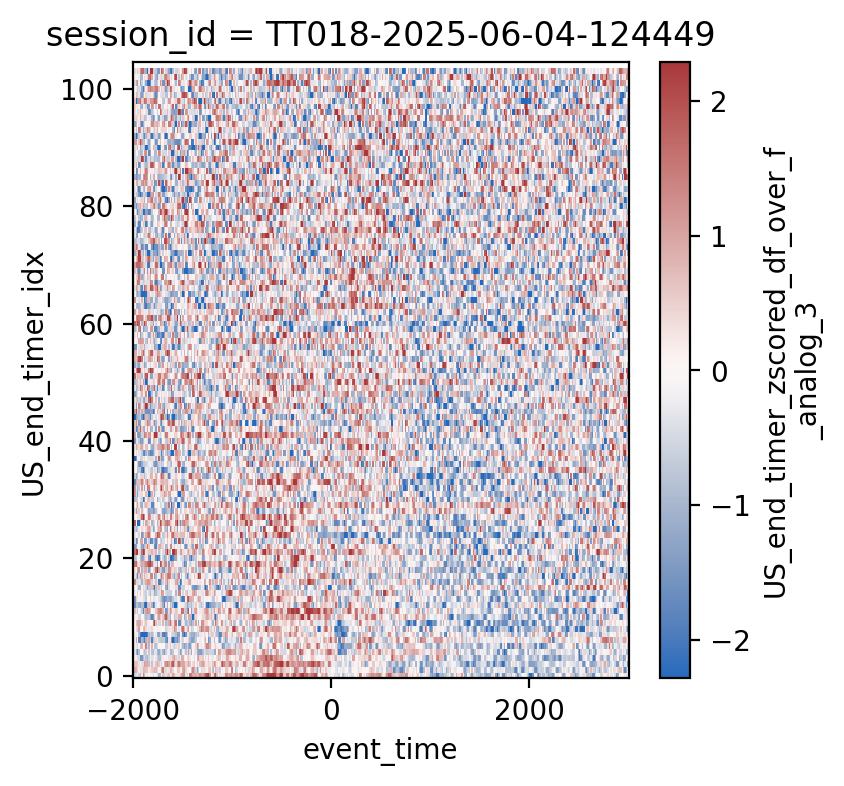 session_id = TT018-2025-06-04-124449
100
80
60
40
20
0
US_end_timer_idx
−2000
0
2000
event_time
2
1
0
−1
−2
US_end_timer_zscored_df_over_f
_analog_3